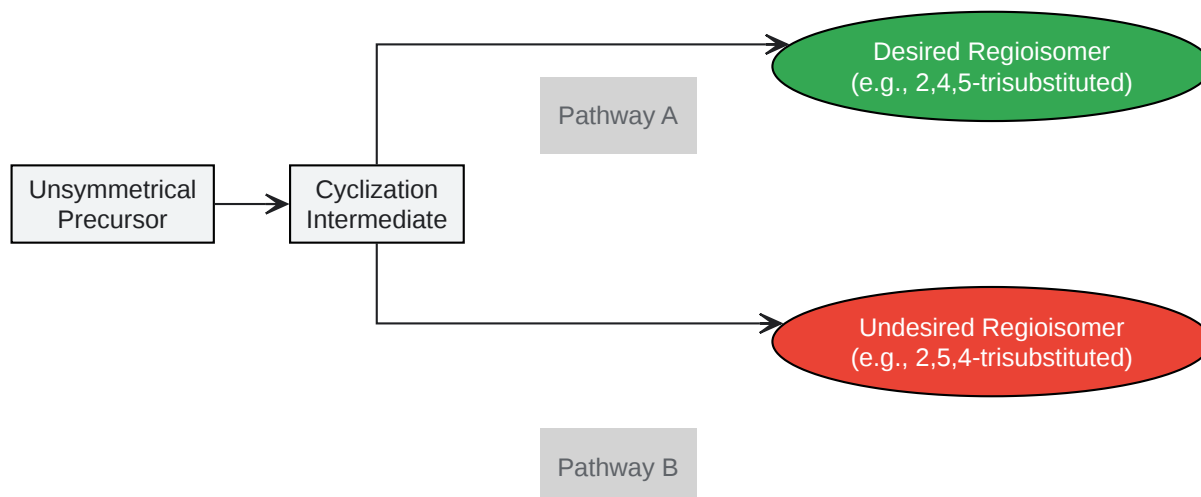 Desired Regioisomer
(e.g., 2,4,5-trisubstituted)
Pathway A
Unsymmetrical
Precursor
Cyclization
Intermediate
Undesired Regioisomer
(e.g., 2,5,4-trisubstituted)
Pathway B